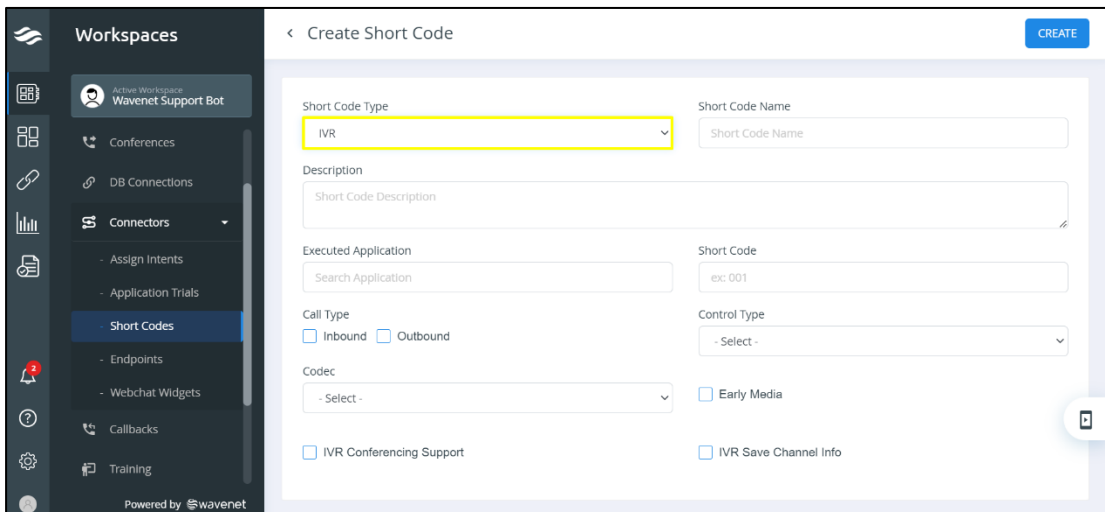 Workspaces
Active Workspace
Wavenet Support Bot
Conferences
DB Connections
Connectors
- Assign Intents
- Application Trials
- Short Codes
- Endpoints
- Webchat Widgets
Callbacks
Training
Powered by wavenet
2
< Create Short Code
CREATE
Short Code Type
IVR
Short Code Name
Short Code Name
Description
Short Code Description
Executed Application
Search Application
Short Code
ex: 001
Call Type
Inbound Outbound
Control Type
- Select -
Codec
- Select -
Early Media
IVR Conferencing Support
IVR Save Channel Info